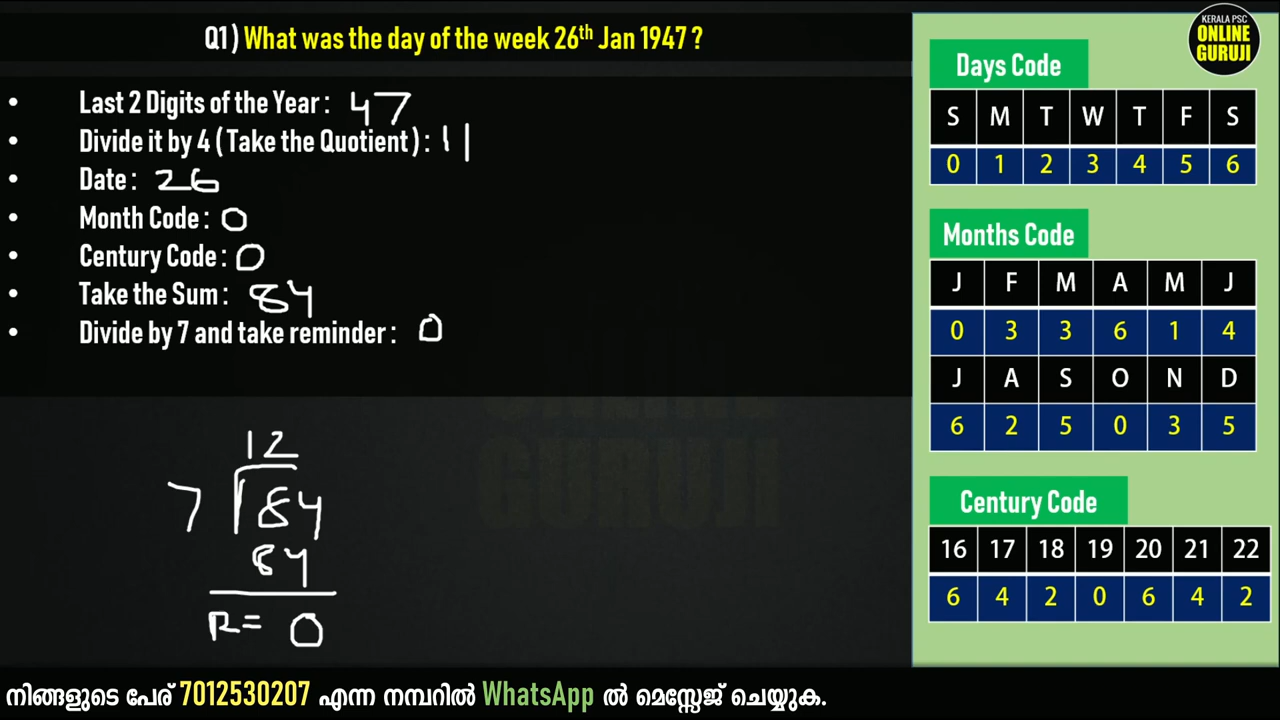 Q1) What was the day of the week 26th Jan 1947 ?
KERALA PSC
ONLINE
GURUJI
• Last 2 Digits of the Year : 47
• Divide it by 4 ( Take the Quotient ) : 11
• Date : 26
• Month Code : 0
• Century Code : 0
• Take the Sum : 84
• Divide by 7 and take reminder : 0
12
7 84
84
R = 0
Days Code
S M T W T F S
0 1 2 3 4 5 6
Months Code
J F M A M J
0 3 3 6 1 4
J A S O N D
6 2 5 0 3 5
Century Code
16 17 18 19 20 21 22
6 4 2 0 6 4 2
ONLINE
GURUJI
നിങ്ങളുടെ പേര് 7012530207 എന്ന നമ്പറിൽ WhatsApp ൽ മെസ്സേജ് ചെയ്യുക.